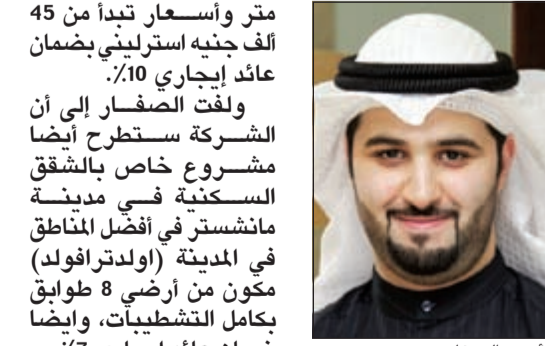 متر وأسعار تبدأ من 45
ألف جنيه استرليني بضمان
عائد إيجاري 10٪.
ولفت الصفار إلى أن
الشركة ستطرح أيضا
مشروع خاص بالشقق
السكنية في مدينة
مانشستر في أفضل المناطق
في المدينة (اولدترافولد)
مكون من أرضي 8 طوابق
بكامل التشطيبات، وايضا